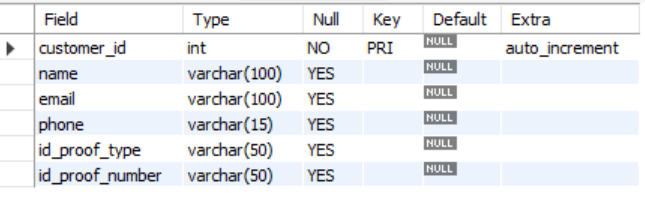 Field Type Null Key Default Extra
customer_id int NO PRI NULL auto_increment
name varchar(100) YES NULL
email varchar(100) YES NULL
phone varchar(15) YES NULL
id_proof_type varchar(50) YES NULL
id_proof_number varchar(50) YES NULL